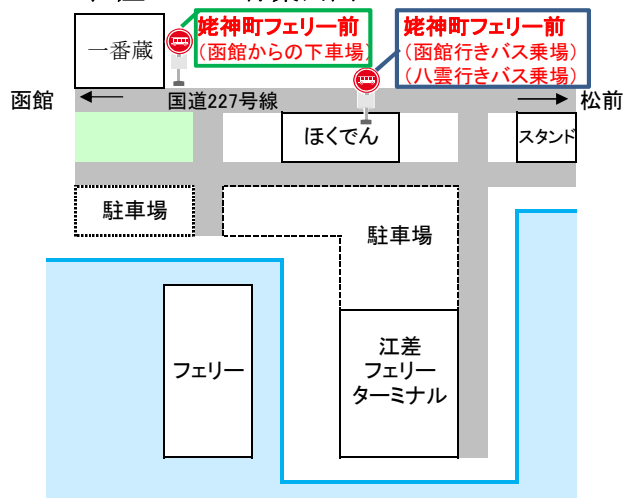 一番蔵
姥神町フェリー前
(函館からの下車場)
姥神町フェリー前
(函館行きバス乗場)
(八雲行きバス乗場)
函館
国道227号線
松前
ほくでん
スタンド
駐車場
駐車場
フェリー
江差
フェリー
ターミナル